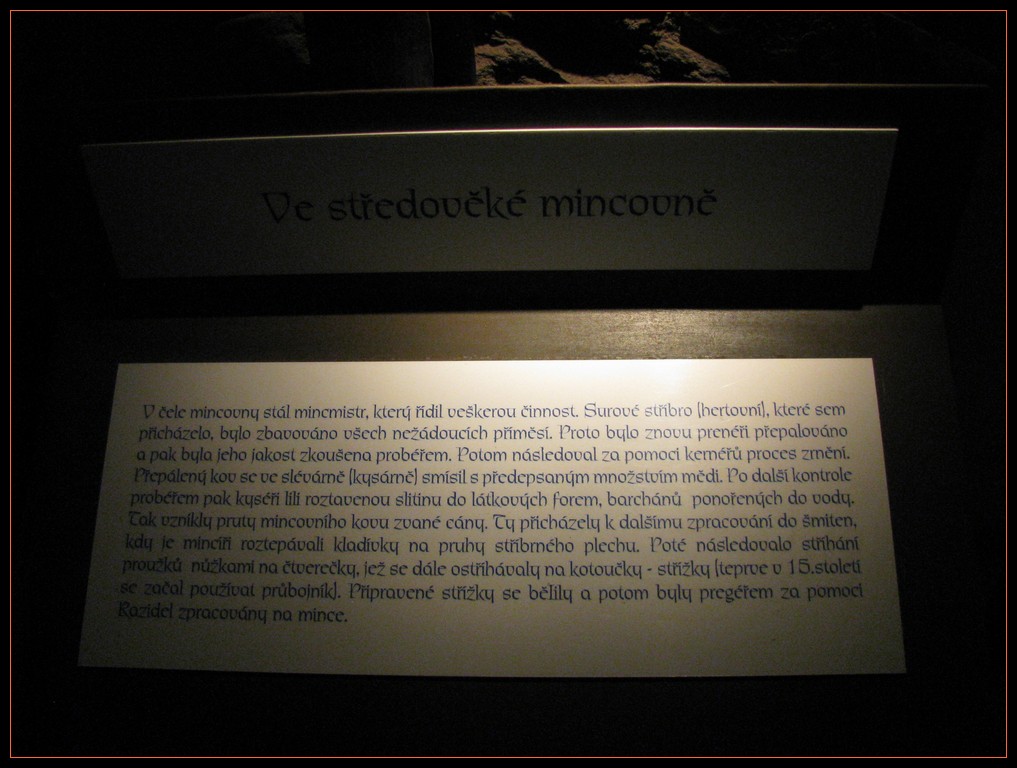 Ve středověké mincovně
V čele mincovny stál mincmistr, který řídil veškerou činnost. Surové stříbro (hertovní), které sem
přicházelo, bylo zbavováno všech nežádoucích příměsí. Proto bylo znovu prenéři přepalováno
a pak byla jeho jakost zkoušena probéřem. Potom následoval za pomoci kernéřů proces zrnění.
Přepálený kov se ve slévárně (kysárně) smísil s předepsaným množstvím mědi. Po další kontrole
probéřem pak kyséři lili roztavenou slitinu do látkových forem, barchánů ponořených do vody.
Tak vznikly pruty mincovního kovu zvané cány. Ty přicházely k dalšímu zpracování do šmiten,
kdy je mincíři roztepávali kladívky na pruhy stříbrného plechu. Poté následovalo stříhání
proužků nůžkami na čtverečky, jež se dále ostřihávaly na kotoučky - střížky (teprve v 15.století
se začal používat průbojník). Připravené střížky se bělily a potom byly pregéřem za pomoci
Razidel zpracovány na mince.